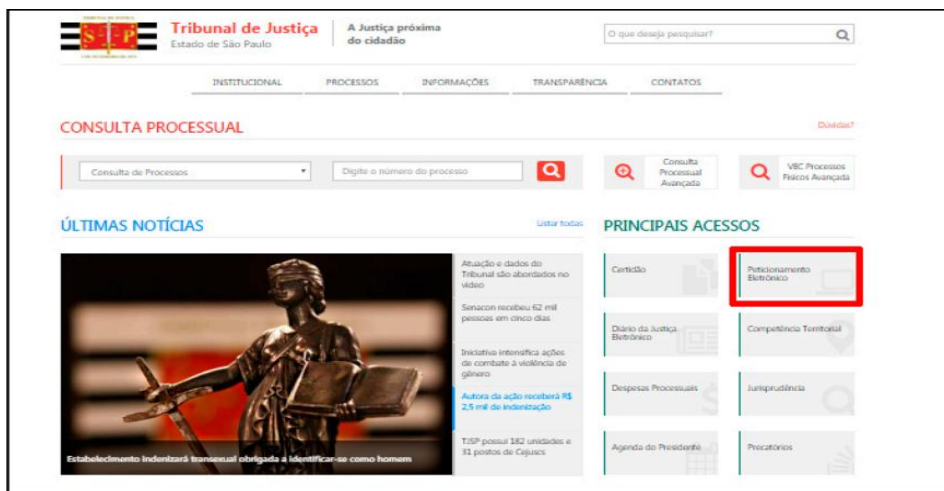 Tribunal de Justiça
Estado de São Paulo
A Justiça próxima
do cidadão
O que deseja pesquisar?
INSTITUCIONAL PROCESSOS INFORMAÇÕES TRANSPARÊNCIA CONTATOS
CONSULTA PROCESSUAL
Dúvidas?
Consulta de Processos
Digite o número do processo
Consulta
Processual
Avançada
VEC Processos
Físicos Avançada
ÚLTIMAS NOTÍCIAS
Listar todas
Estabelecimento indenizará transexual obrigada a identificar-se como homem
Atuação e dados do
Tribunal são abordados no
vídeo
Senacon recebeu 62 mil
pessoas em cinco dias
Iniciativa intensifica ações
de combate à violência de
gênero
Autora da ação receberá R$
2,5 mil de indenização
TJSP possui 182 unidades e
31 postos de Cejuscs
PRINCIPAIS ACESSOS
Certidão
Peticionamento
Eletrônico
Diário da Justiça
Eletrônico
Competência Territorial
Despesas Processuais
Jurisprudência
Agenda do Presidente
Precatórios